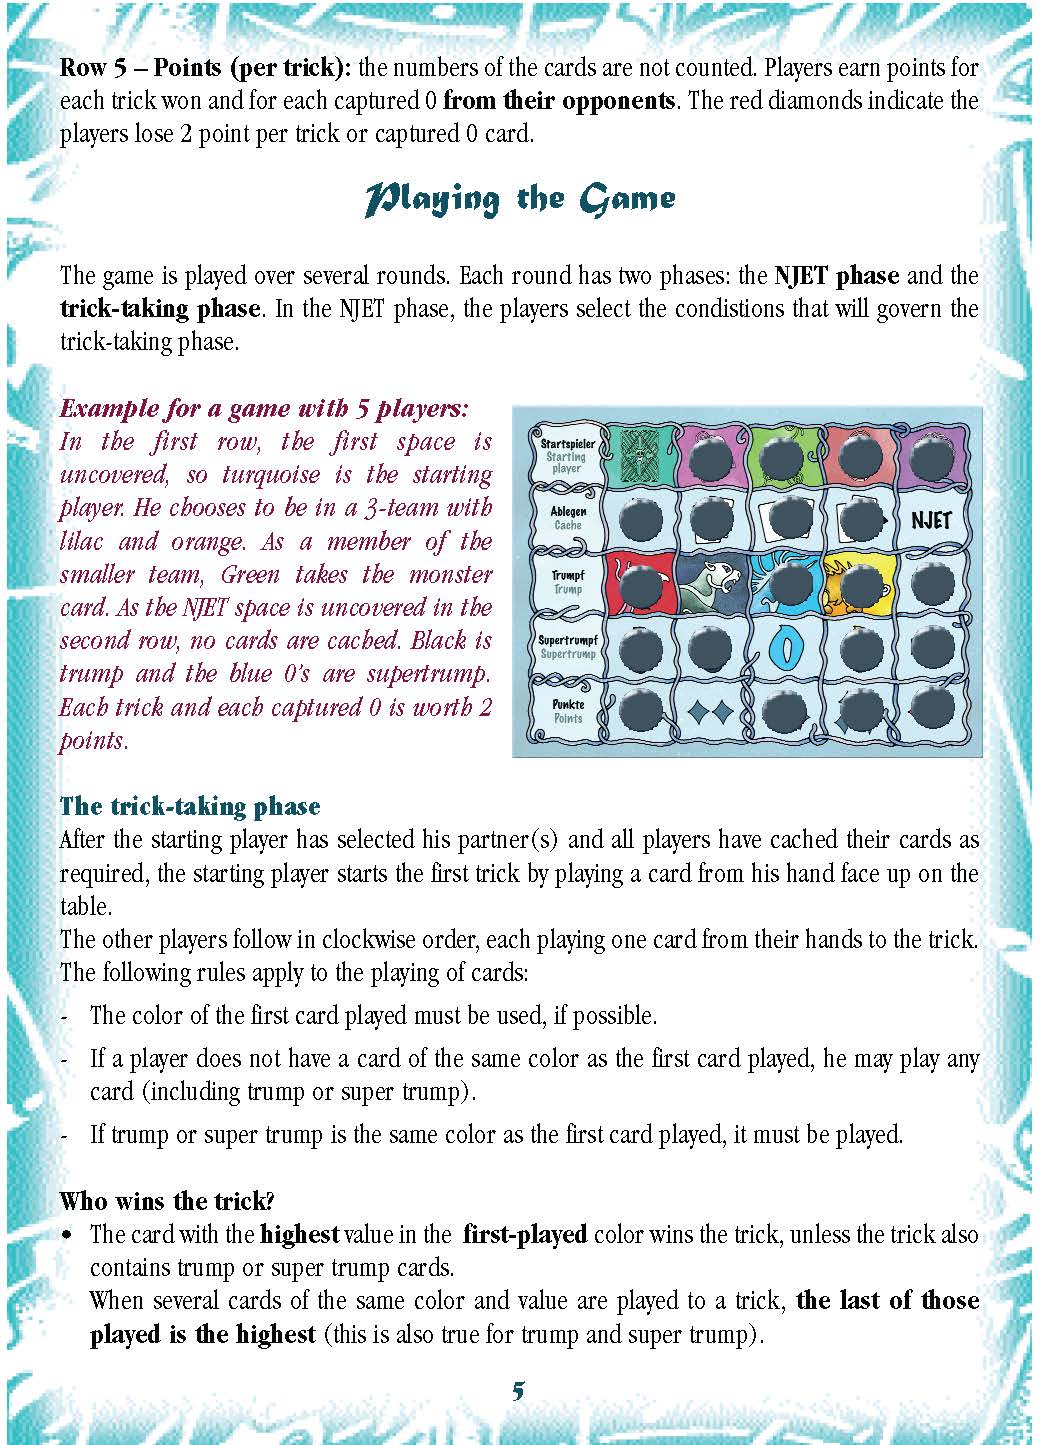 Row 5 – Points (per trick): the numbers of the cards are not counted. Players earn points for
each trick won and for each captured 0 from their opponents. The red diamonds indicate the
players lose 2 point per trick or captured 0 card.
Playing the Game
The game is played over several rounds. Each round has two phases: the NJET phase and the
trick-taking phase. In the NJET phase, the players select the condistions that will govern the
trick-taking phase.
Example for a game with 5 players:
In the first row, the first space is
uncovered, so turquoise is the starting
player. He chooses to be in a 3-team with
lilac and orange. As a member of the
smaller team, Green takes the monster
card. As the NJET space is uncovered in the
second row, no cards are cached. Black is
trump and the blue 0's are supertrump.
Each trick and each captured 0 is worth 2
points.
Startspieler
Starting
player
Ablegen
Cache
NJET
Trumpf
Trump
Supertrumpf
Supertrump
0
Punkte
Points
The trick-taking phase
After the starting player has selected his partner(s) and all players have cached their cards as
required, the starting player starts the first trick by playing a card from his hand face up on the
table.
The other players follow in clockwise order, each playing one card from their hands to the trick.
The following rules apply to the playing of cards:
- The color of the first card played must be used, if possible.
- If a player does not have a card of the same color as the first card played, he may play any
card (including trump or super trump).
- If trump or super trump is the same color as the first card played, it must be played.
Who wins the trick?
• The card with the highest value in the first-played color wins the trick, unless the trick also
contains trump or super trump cards.
When several cards of the same color and value are played to a trick, the last of those
played is the highest (this is also true for trump and super trump).
5